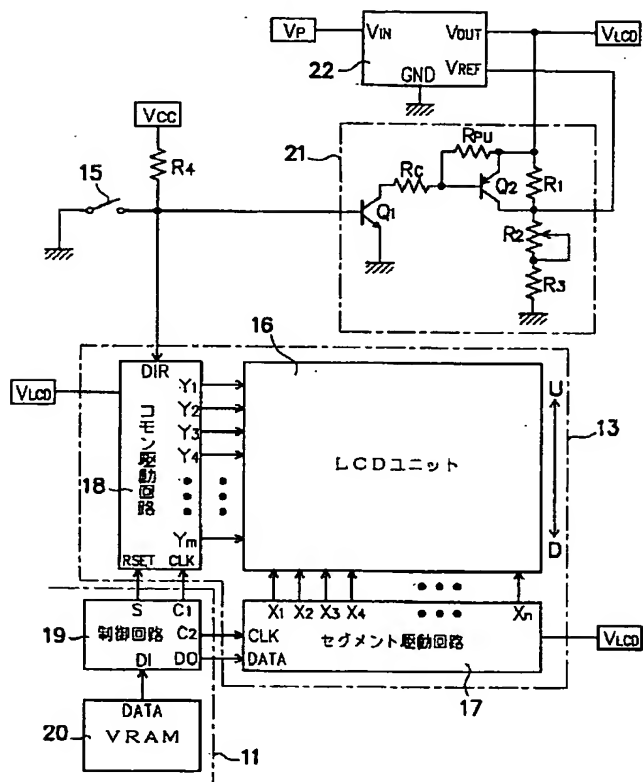 VP
VIN
VOUT
VLCD
VREF
22
GND
VCC
21
RPU
R4
RC
Q2
R1
15
Q1
R2
R3
16
DIR
VLCD
Y1
U
Y2
13
Y3
コモン駆動回路
Y4
LCDユニット
18
Ym
D
RSET
CLK
S
C1
X1
X2
X3
X4
Xn
19
制御回路
C2
CLK
セグメント駆動回路
VLCD
DI
DO
DATA
17
DATA
20
VRAM
11